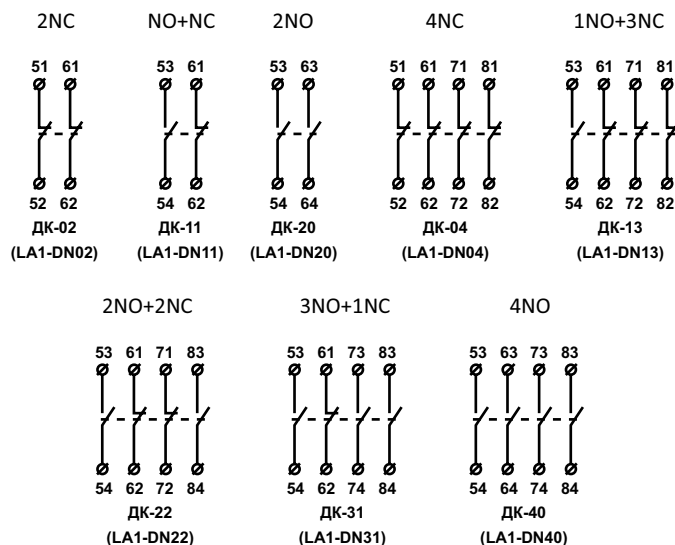 2NC NO+NC 2NO 4NC 1NO+3NC
51 61 53 61 53 63 51 61 71 81 53 61 71 81
52 62 54 62 54 64 52 62 72 82 54 62 72 82
ДК-02 ДК-11 ДК-20 ДК-04 ДК-13
(LA1-DN02) (LA1-DN11) (LA1-DN20) (LA1-DN04) (LA1-DN13)
2NO+2NC 3NO+1NC 4NO
53 61 71 83 53 61 73 83 53 63 73 83
54 62 72 84 54 62 74 84 54 64 74 84
ДК-22 ДК-31 ДК-40
(LA1-DN22) (LA1-DN31) (LA1-DN40)